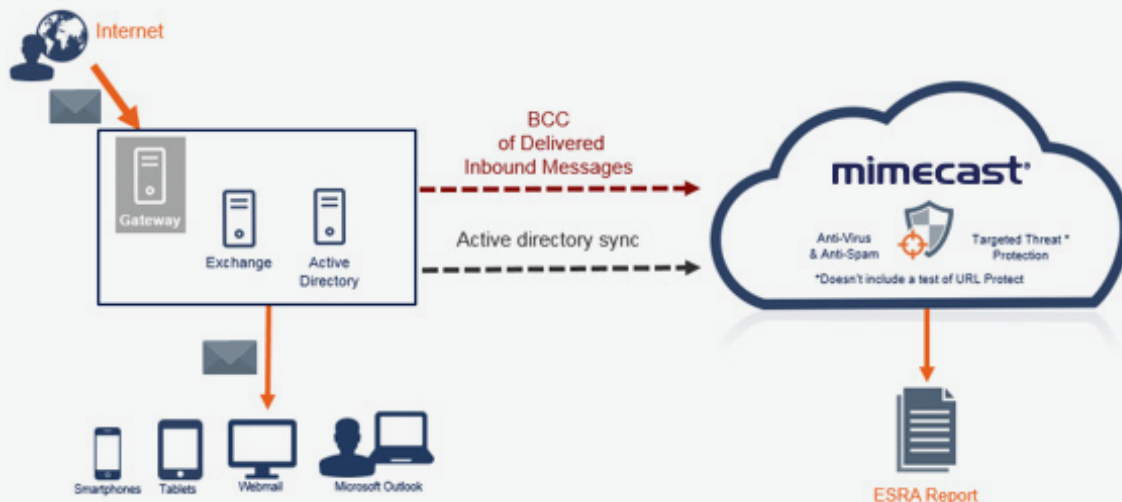 Internet
BCC
of Delivered
Inbound Messages
mimecast®
Gateway
Exchange
Active
Directory
Active directory sync
Anti-Virus
& Anti-Spam
Targeted Threat *
Protection
*Doesn't include a test of URL Protect
Smartphones
Tablets
Webmail
Microsoft Outlook
ESRA Report